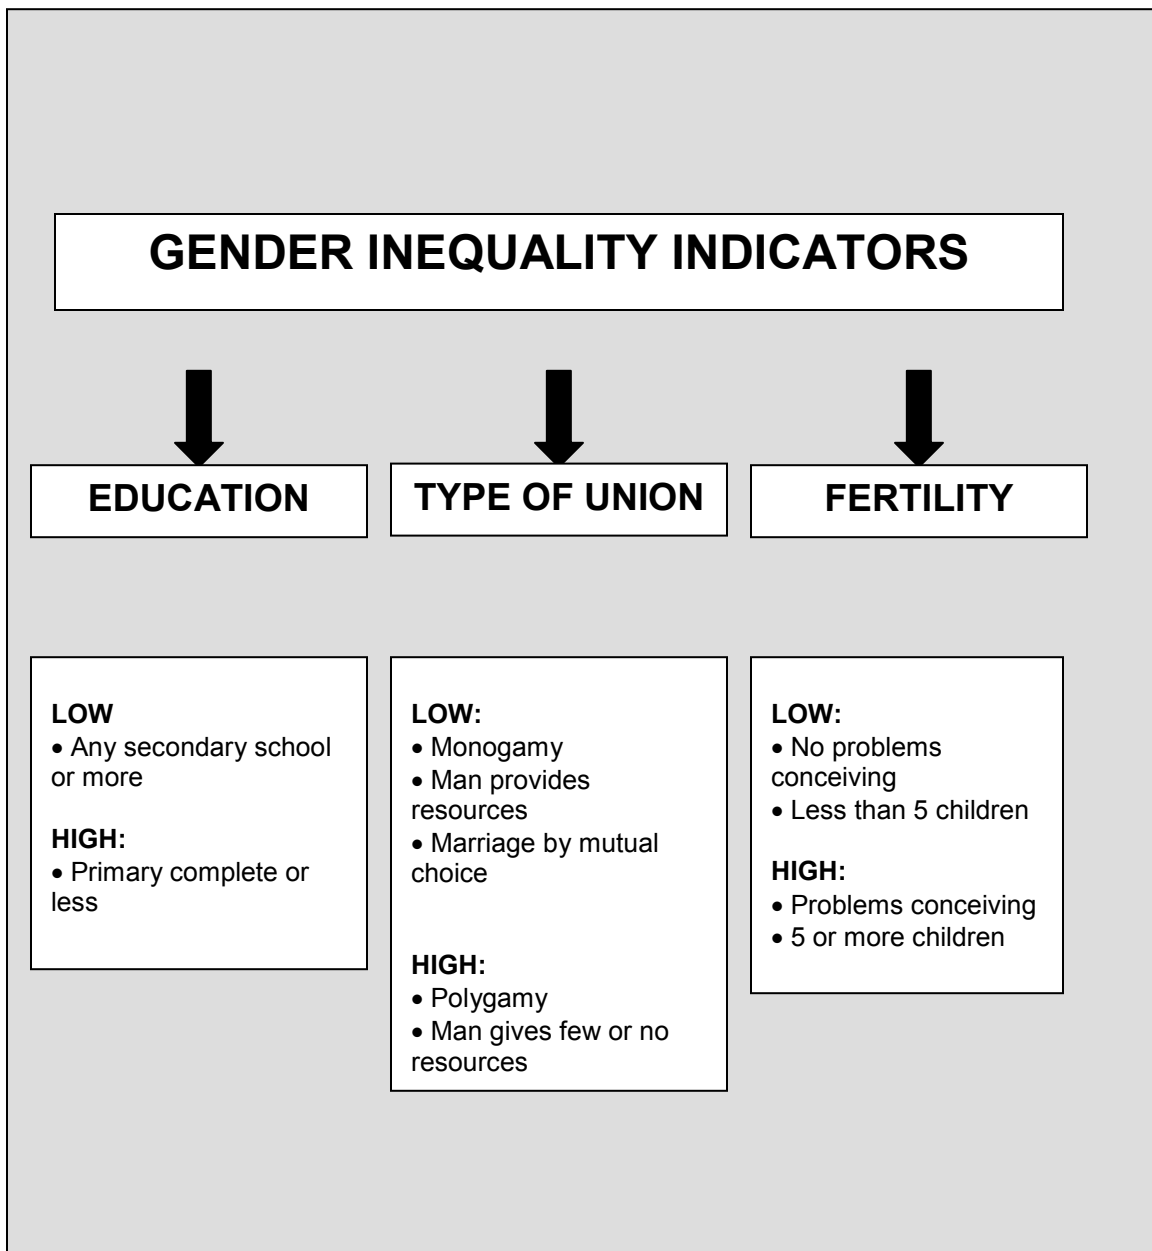 GENDER INEQUALITY INDICATORS
EDUCATION
TYPE OF UNION
FERTILITY
LOW
• Any secondary school
or more
HIGH:
• Primary complete or
less
LOW:
• Monogamy
• Man provides
resources
• Marriage by mutual
choice
HIGH:
• Polygamy
• Man gives few or no
resources
LOW:
• No problems
conceiving
• Less than 5 children
HIGH:
• Problems conceiving
• 5 or more children